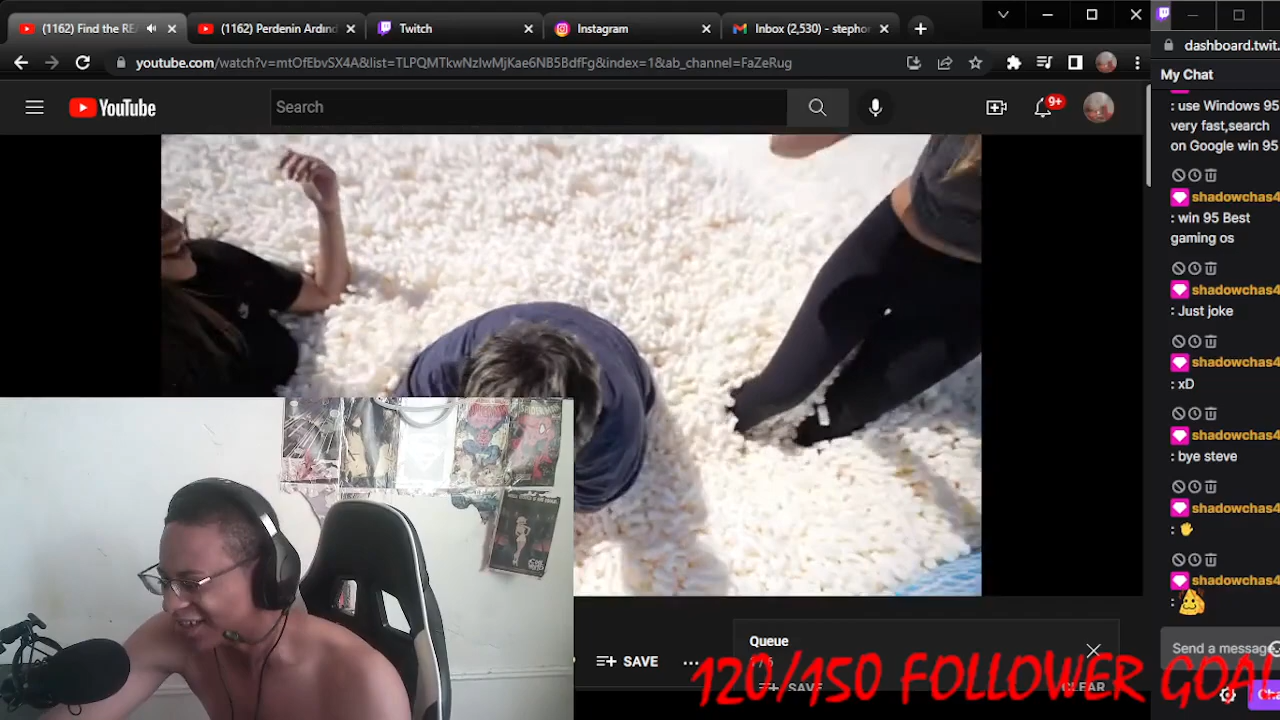 (1162) Find the RE
(1162) Perdenin Ardınd
Twitch
Instagram
Inbox (2,530) - stephor
youtube.com/watch?v=mtOfEbvSX4A&list=TLPQMTkwNzIwMjKae6NB5BdfFg&index=1&ab_channel=FaZeRug
dashboard.twit
My Chat
YouTube
Search
9+
: use Windows 95
very fast,search
on Google win 95
shadowchas4
: win 95 Best
gaming os
shadowchas4
: Just joke
shadowchas4
: xD
shadowchas4
: bye steve
shadowchas4
:
shadowchas4
:
Queue
SAVE
SAVE
CLEAR
Send a message
120/150 FOLLOWER GOAL
Cha